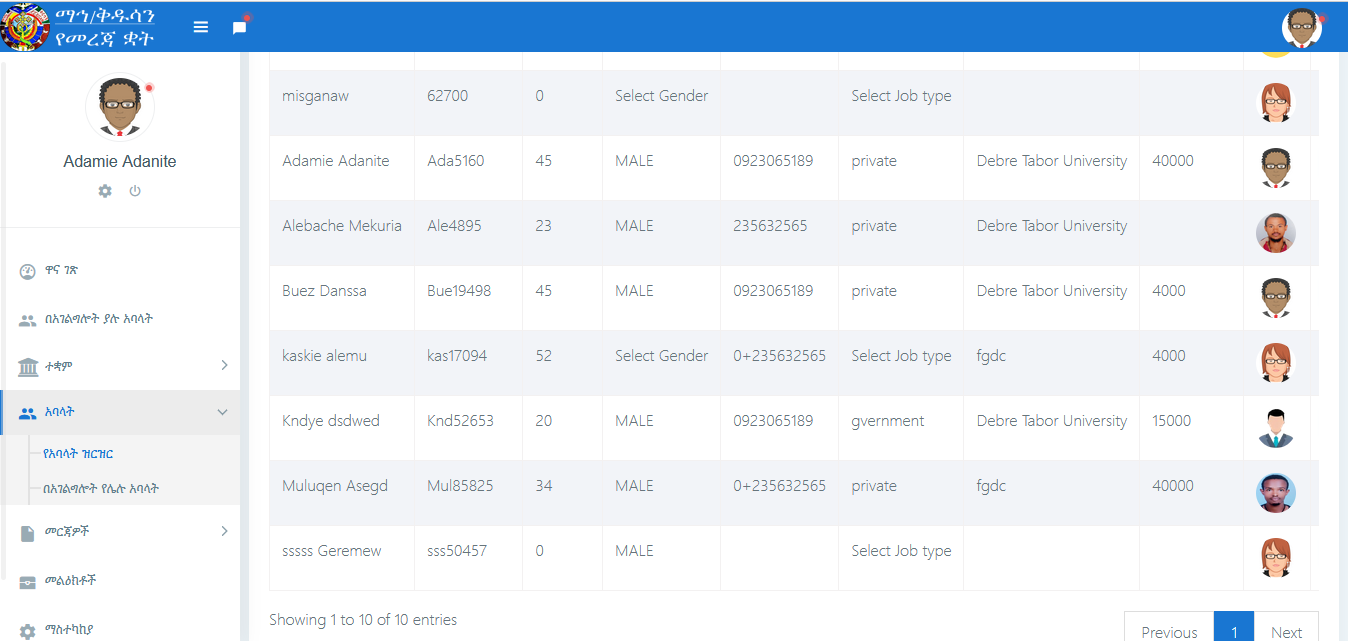 ማኅ/ቅዱሳን
የመረጃ ቋት
Adamie Adanite
ዋና ገጽ
በአገልግሎት ያሉ አባላት
ተቋም
አባላት
የአባላት ዝርዝር
በአገልግሎት የሌሉ አባላት
መርጃዎች
መልዕክቶች
ማስተካከያ
misganaw 62700 0 Select Gender Select Job type
Adamie Adanite Ada5160 45 MALE 0923065189 private Debre Tabor University 40000
Alebache Mekuria Ale4895 23 MALE 235632565 private Debre Tabor University
Buez Danssa Bue19498 45 MALE 0923065189 private Debre Tabor University 4000
kaskie alemu kas17094 52 Select Gender 0+235632565 Select Job type fgdc 4000
Kndye dsdwed Knd52653 20 MALE 0923065189 gvernment Debre Tabor University 15000
Muluqen Asegd Mul85825 34 MALE 0+235632565 private fgdc 40000
sssss Geremew sss50457 0 MALE Select Job type
Showing 1 to 10 of 10 entries
Previous 1 Next